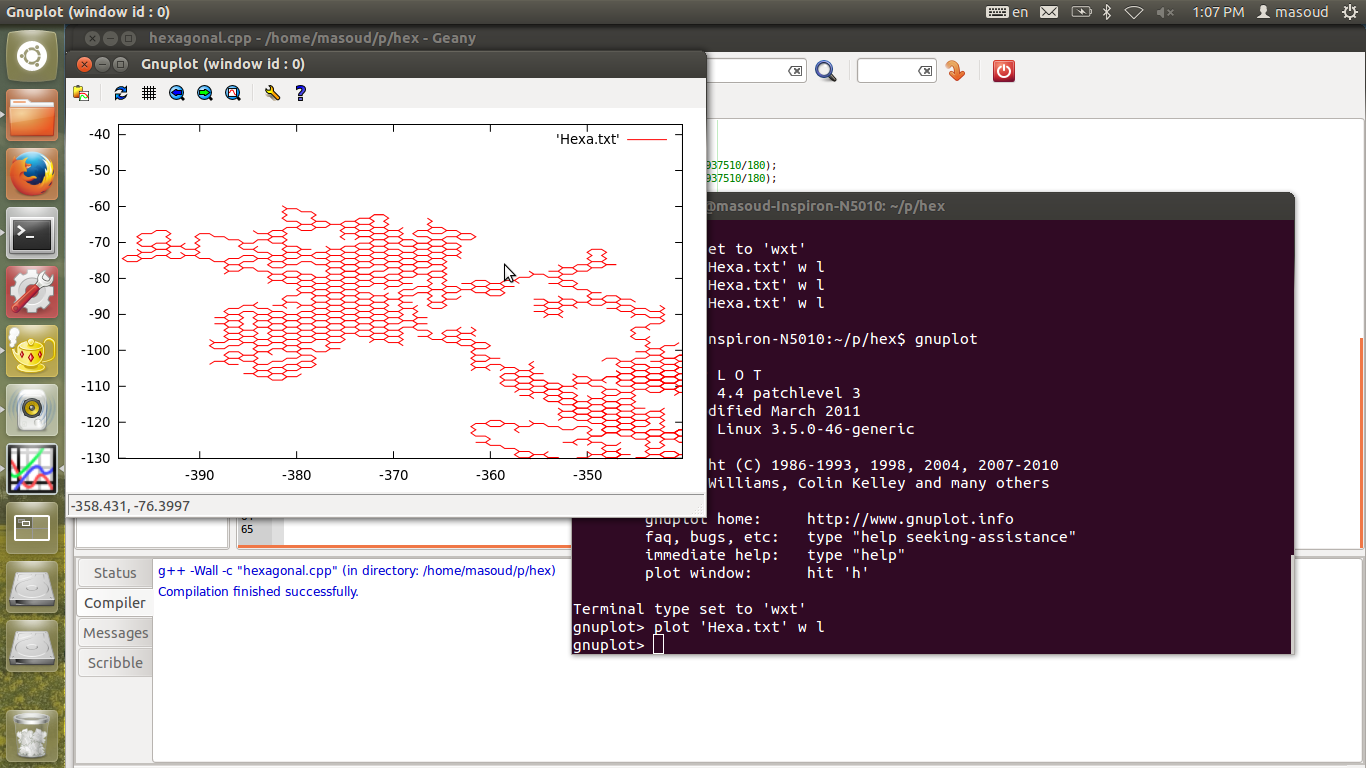 Gnuplot (window id : 0)
en
1:07 PM
masoud
hexagonal.cpp - /home/masoud/p/hex - Geany
Gnuplot (window id : 0)
'Hexa.txt'
-40
-50
-60
-70
-80
-90
-100
-110
-120
-130
-390
-380
-370
-360
-350
-358.431, -76.3997
937510/180);
937510/180);
@masoud-Inspiron-N5010: ~/p/hex
et to 'wxt'
Hexa.txt' w l
Hexa.txt' w l
Hexa.txt' w l
nspiron-N5010:~/p/hex$ gnuplot
L O T
4.4 patchlevel 3
dified March 2011
Linux 3.5.0-46-generic
ht (C) 1986-1993, 1998, 2004, 2007-2010
Williams, Colin Kelley and many others
gnuplot home: http://www.gnuplot.info
faq, bugs, etc: type "help seeking-assistance"
immediate help: type "help"
plot window: hit 'h'
Terminal type set to 'wxt'
gnuplot> plot 'Hexa.txt' w l
gnuplot>
65
Status
Compiler
Messages
Scribble
g++ -Wall -c "hexagonal.cpp" (in directory: /home/masoud/p/hex)
Compilation finished successfully.